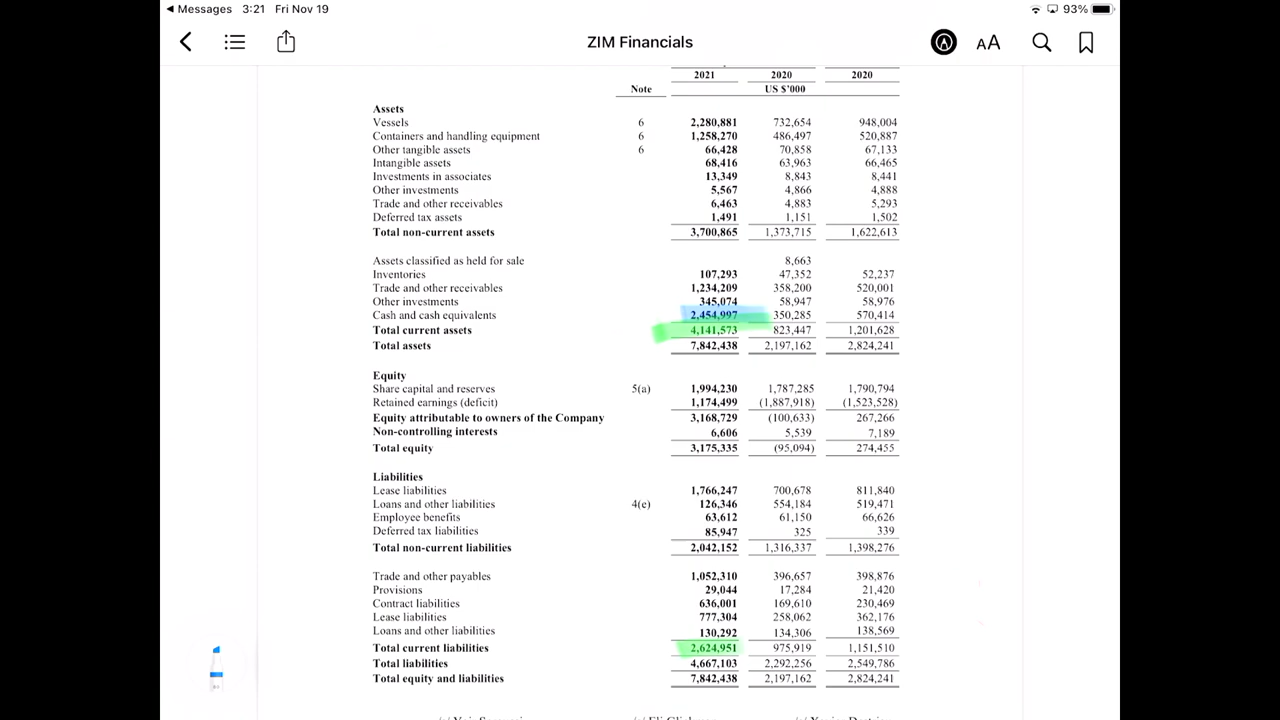 Messages 3:21 Fri Nov 19 93%
ZIM Financials
AA
2021 2020 2020
Note US $'000
Assets
Vessels 6 2,280,881 732,654 948,004
Containers and handling equipment 6 1,258,270 486,497 520,887
Other tangible assets 6 66,428 70,858 67,133
Intangible assets 68,416 63,963 66,465
Investments in associates 13,349 8,843 8,441
Other investments 5,567 4,866 4,888
Trade and other receivables 6,463 4,883 5,293
Deferred tax assets 1,491 1,151 1,502
Total non-current assets 3,700,865 1,373,715 1,622,613
Assets classified as held for sale 8,663
Inventories 107,293 47,352 52,237
Trade and other receivables 1,234,209 358,200 520,001
Other investments 345,074 58,947 58,976
Cash and cash equivalents 2,454,997 350,285 570,414
Total current assets 4,141,573 823,447 1,201,628
Total assets 7,842,438 2,197,162 2,824,241
Equity
Share capital and reserves 5(a) 1,994,230 1,787,285 1,790,794
Retained earnings (deficit) 1,174,499 (1,887,918) (1,523,528)
Equity attributable to owners of the Company 3,168,729 (100,633) 267,266
Non-controlling interests 6,606 5,539 7,189
Total equity 3,175,335 (95,094) 274,455
Liabilities
Lease liabilities 1,766,247 700,678 811,840
Loans and other liabilities 4(e) 126,346 554,184 519,471
Employee benefits 63,612 61,150 66,626
Deferred tax liabilities 85,947 325 339
Total non-current liabilities 2,042,152 1,316,337 1,398,276
Trade and other payables 1,052,310 396,657 398,876
Provisions 29,044 17,284 21,420
Contract liabilities 636,001 169,610 230,469
Lease liabilities 777,304 258,062 362,176
Loans and other liabilities 130,292 134,306 138,569
Total current liabilities 2,624,951 975,919 1,151,510
Total liabilities 4,667,103 2,292,256 2,549,786
Total equity and liabilities 7,842,438 2,197,162 2,824,241